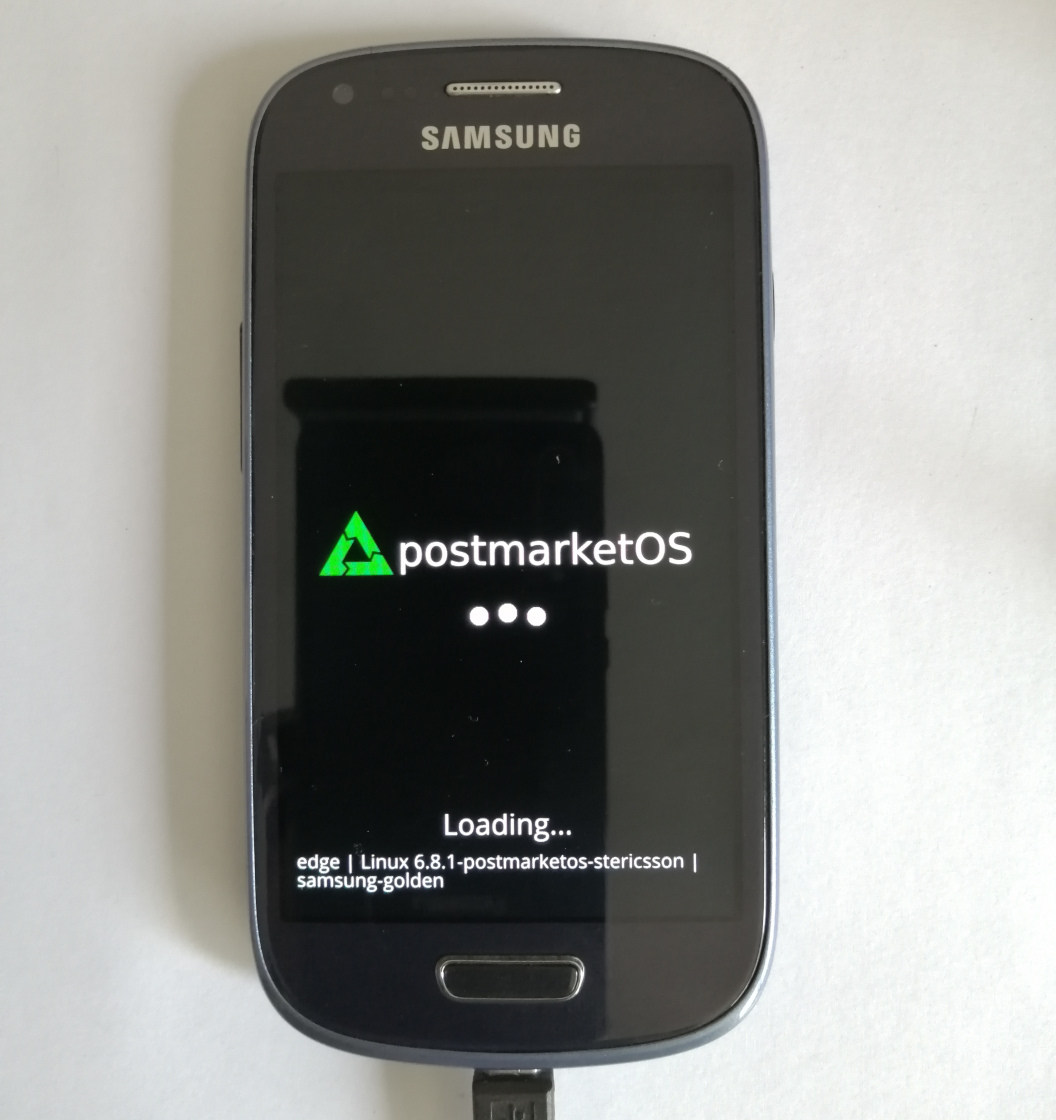 SAMSUNG
postmarketOS
Loading...
edge | Linux 6.8.1-postmarketos-stericsson |
samsung-golden